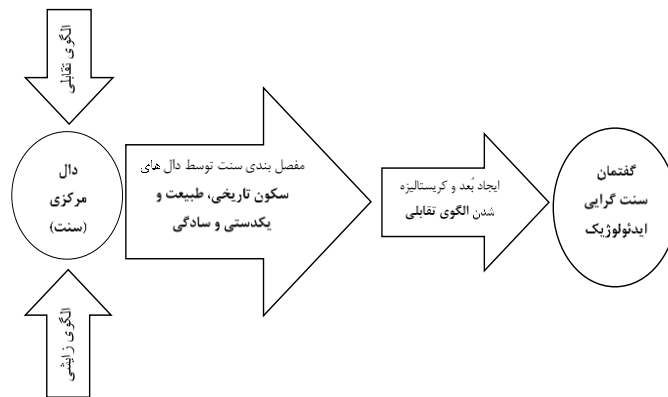 الگوی تقابلی
دال
مرکزی
(سنت)
الگوی زایشی
مفصل بندی سنت توسط دال های
سکون تاریخی، طبیعت و
یکدستی و سادگی
ایجاد بُعد و کریستالیزه
شدن الگوی تقابلی
گفتمان
سنت گرایی
ایدئولوژیک